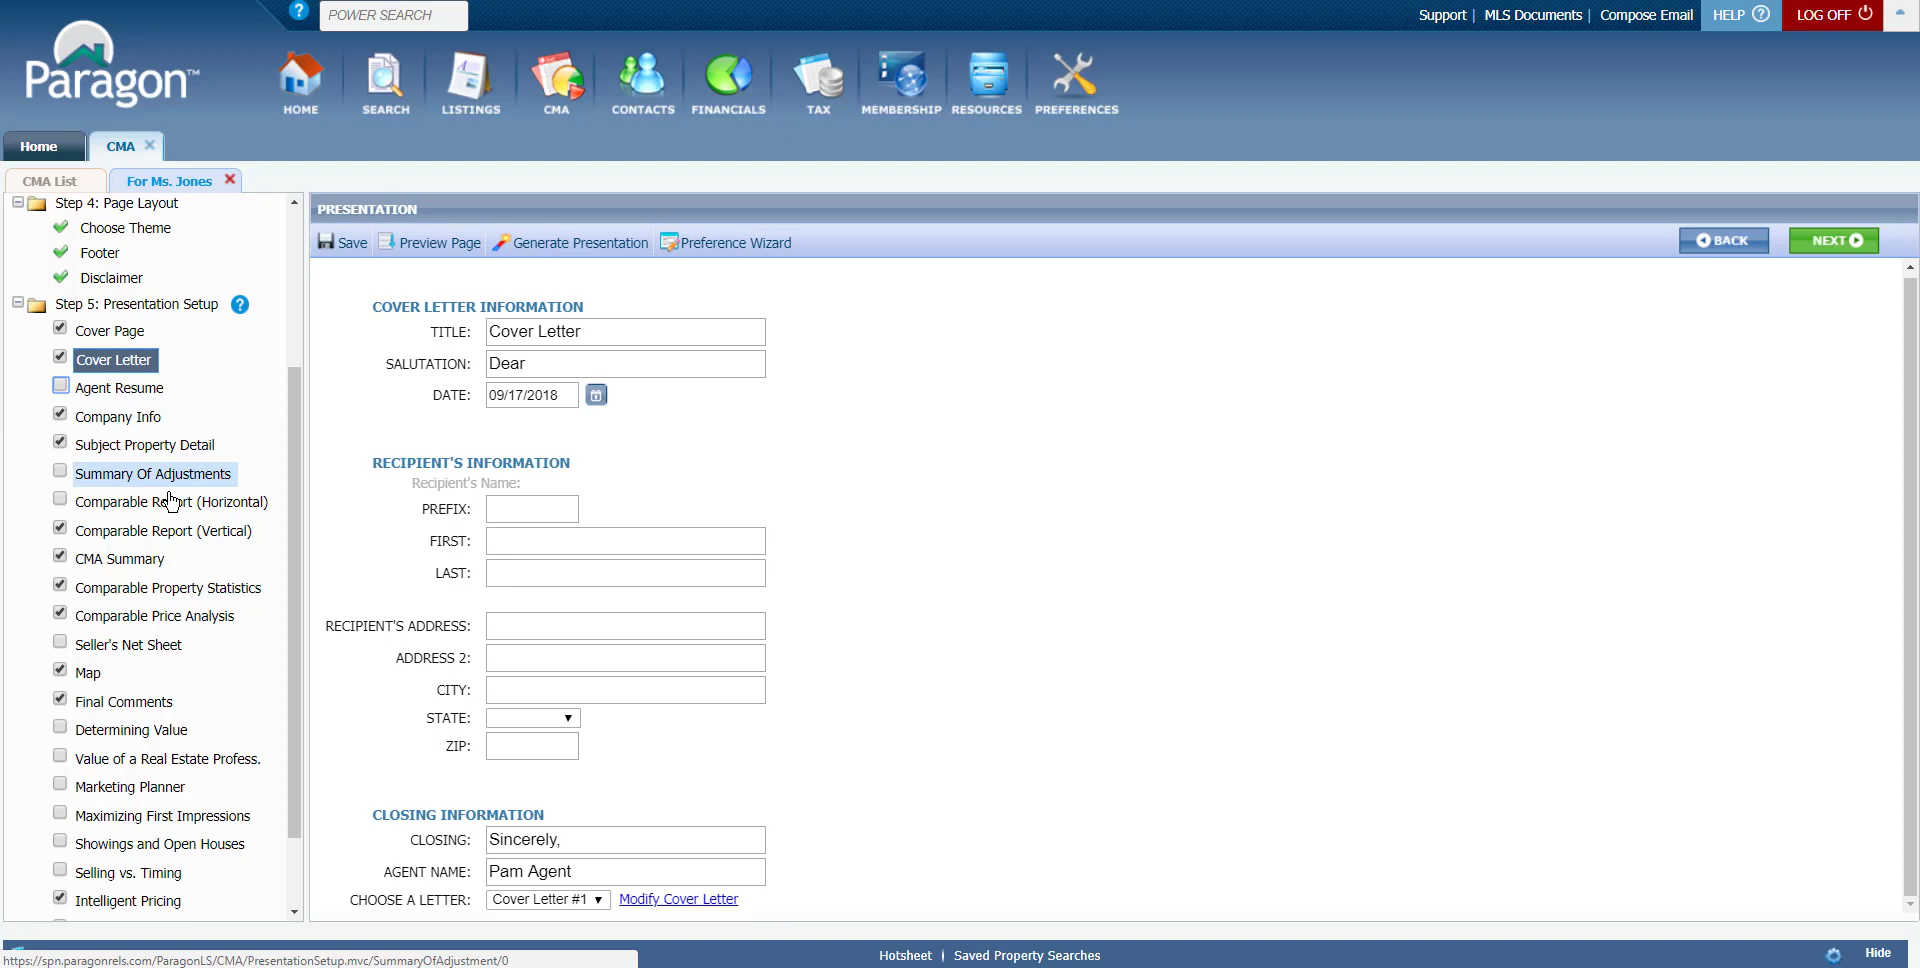 POWER SEARCH
Support | MLS Documents | Compose Email HELP LOG OFF
Paragon™
HOME SEARCH LISTINGS CMA CONTACTS FINANCIALS TAX MEMBERSHIP RESOURCES PREFERENCES
Home CMA
CMA List For Ms. Jones
Step 4: Page Layout
Choose Theme
Footer
Disclaimer
Step 5: Presentation Setup
Cover Page
Cover Letter
Agent Resume
Company Info
Subject Property Detail
Summary Of Adjustments
Comparable Report (Horizontal)
Comparable Report (Vertical)
CMA Summary
Comparable Property Statistics
Comparable Price Analysis
Seller's Net Sheet
Map
Final Comments
Determining Value
Value of a Real Estate Profess.
Marketing Planner
Maximizing First Impressions
Showings and Open Houses
Selling vs. Timing
Intelligent Pricing
PRESENTATION
Save Preview Page Generate Presentation Preference Wizard BACK NEXT
COVER LETTER INFORMATION
TITLE: Cover Letter
SALUTATION: Dear
DATE: 09/17/2018
RECIPIENT'S INFORMATION
Recipient's Name:
PREFIX:
FIRST:
LAST:
RECIPIENT'S ADDRESS:
ADDRESS 2:
CITY:
STATE:
ZIP:
CLOSING INFORMATION
CLOSING: Sincerely,
AGENT NAME: Pam Agent
CHOOSE A LETTER: Cover Letter #1 Modify Cover Letter
Hotsheet | Saved Property Searches Hide
https://spn.paragonrels.com/ParagonLS/CMA/PresentationSetup.mvc/SummaryOfAdjustment/0